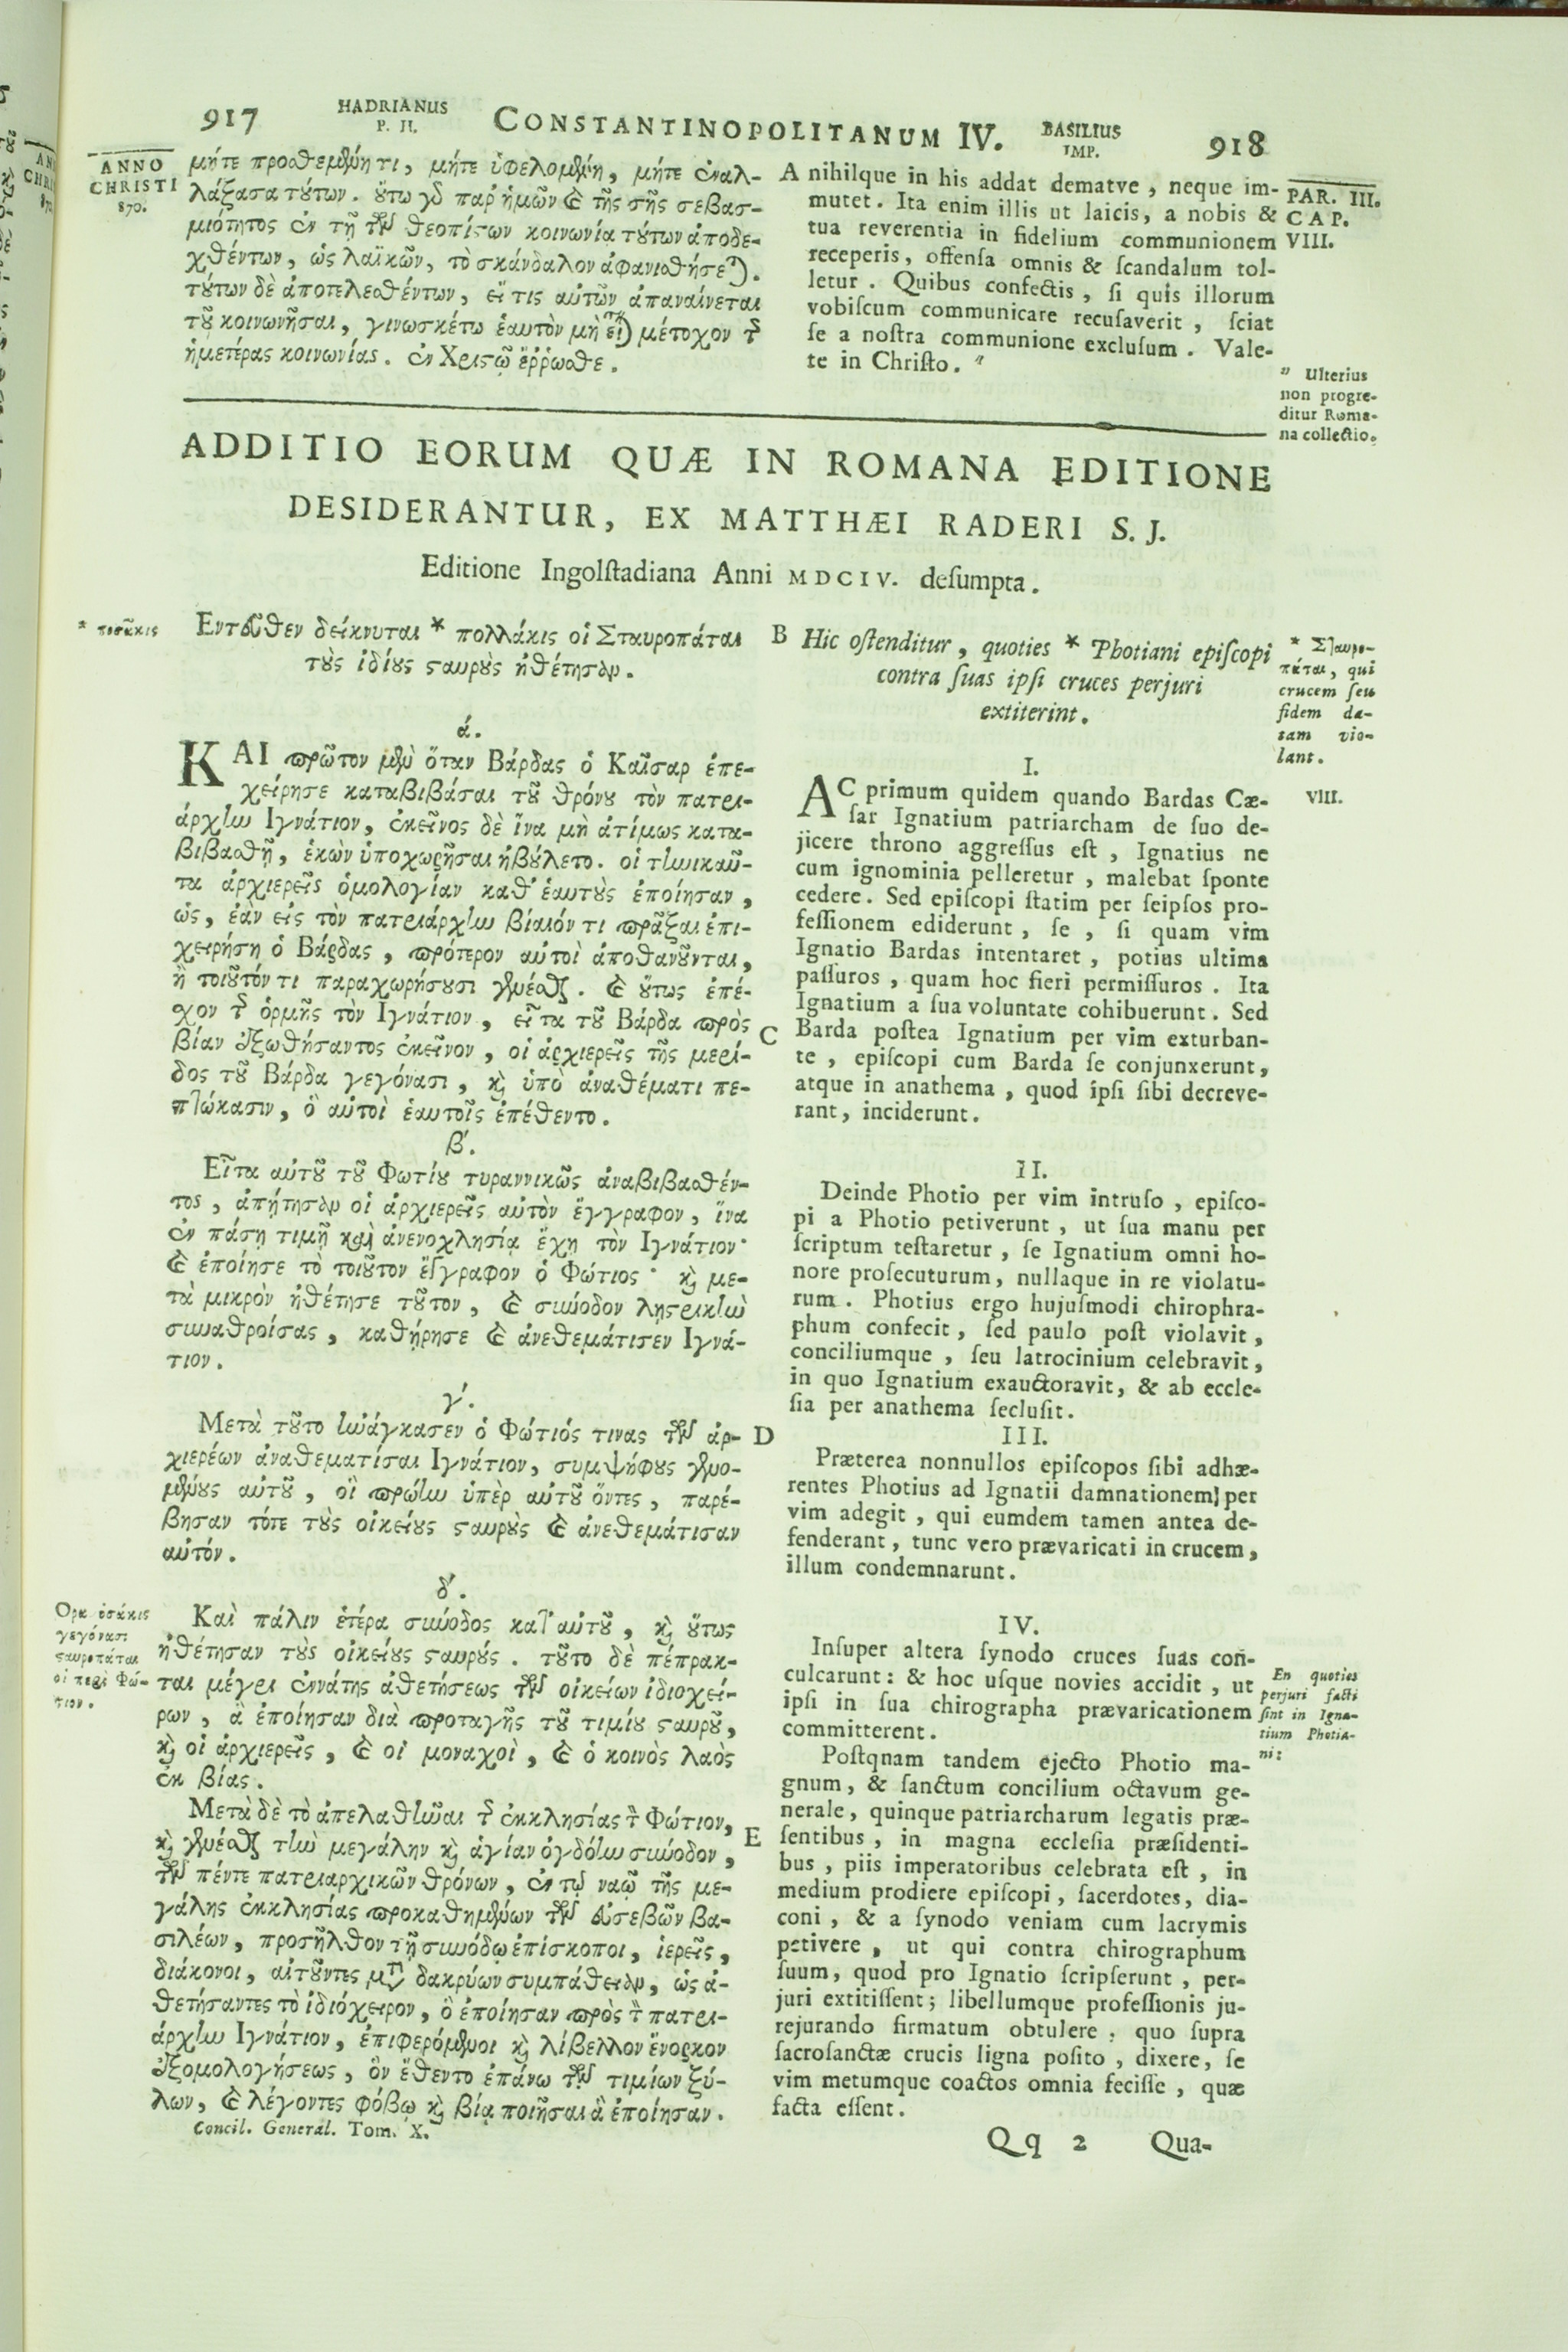 917
HADRIANUS
P. II.
CONSTANTINOPOLITANUM IV.
BASILIUS
IMP.
918
ANNO
CHRISTI
870.
μήτε προσθεμένη τι, μήτε ὑφελομένη, μήτε ἐναλ-
λάξασα τούτων. οὕτω γὰρ παρ' ἡμῶν καὶ τῆς σῆς σεβασ-
μιότητος ἐν τῇ τῶν θεοπίστων κοινωνίᾳ τούτων ἀποδε-
χθέντων, ὡς λαϊκῶν, τὸ σκάνδαλον ἀφανισθήσεται.
τούτων δὲ ἀποτελεσθέντων, εἴ τις αὐτῶν ἀπαναίνεται
τοῦ κοινωνῆσαι, γινωσκέτω ἑαυτὸν μὴ εἶναι μέτοχον τῆς
ἡμετέρας κοινωνίας. ἐν Χριστῷ ἔῤῥωσθε.
A nihilque in his addat dematve, neque im-
mutet. Ita enim illis ut laicis, a nobis &
tua reverentia in fidelium communionem
receperis, offensa omnis & scandalum tol-
letur. Quibus confectis, si quis illorum
vobiscum communicare recusaverit, sciat
se a nostra communione exclusum. Vale-
te in Christo. "
PAR. III.
CAP.
VIII.
" Ulterius
non progre-
ditur Roma-
na collectio.
ADDITIO EORUM QUÆ IN ROMANA EDITIONE
DESIDERANTUR, EX MATTHÆI RADERI S. J.
Editione Ingolstadiana Anni MDCIV. desumpta.
* ποσάκις
Εντεῦθεν δείκνυται * πολλάκις οἱ Σταυροπάται
τοὺς ἰδίους σταυροὺς ἠθέτησαν.
ά.
ΚΑΙ πρῶτον μὲν ὅταν Βάρδας ὁ Καῖσαρ ἐπε-
χείρησε καταβιβάσαι τοῦ θρόνου τὸν πατρι-
άρχην Ιγνάτιον, ἐκεῖνος δὲ ἵνα μὴ ἀτίμως κατα-
βιβασθῇ, ἑκὼν ὑποχωρῆσαι ἠβούλετο. οἱ τηνικαῦ-
τα ἀρχιερεῖς ὁμολογίαν καθ' ἑαυτοὺς ἐποίησαν,
ὡς, ἐὰν εἰς τὸν πατριάρχην βίαιόν τι πρᾶξαι ἐπι-
χειρήσῃ ὁ Βάρδας, πρότερον αὐτοὶ ἀποθανοῦνται,
ἢ τοιοῦτόν τι παραχωρήσουσι γενέσθαι. καὶ οὕτως ἐπέ-
χον τῆς ὁρμῆς τὸν Ιγνάτιον, εἶτα τοῦ Βάρδα πρὸς
βίαν ἐξωθήσαντος ἐκεῖνον, οἱ ἀρχιερεῖς τῆς μερί-
δος τοῦ Βάρδα γεγόνασι, καὶ ὑπὸ ἀναθέματι πε-
πτώκασιν, ὃ αὐτοὶ ἑαυτοῖς ἐπέθεντο.
β'.
Εἶτα αὐτοῦ τοῦ Φωτίου τυραννικῶς ἀναβιβασθέν-
τος, ἀπῄτησαν οἱ ἀρχιερεῖς αὐτὸν ἔγγραφον, ἵνα
ἐν πάσῃ τιμῇ καὶ ἀνενοχλησίᾳ ἔχῃ τὸν Ιγνάτιον·
καὶ ἐποίησε τὸ τοιοῦτον ἔγγραφον ὁ Φώτιος· καὶ με-
τὰ μικρὸν ἠθέτησε τοῦτον, καὶ σύνοδον λῃστρικὴν
συναθροίσας, καθῄρησε καὶ ἀνεθεμάτισεν Ιγνά-
τιον.
γ'.
Μετὰ τοῦτο ἠνάγκασεν ὁ Φώτιός τινας τῶν ἀρ-
χιερέων ἀναθεματίσαι Ιγνάτιον, συμψήφους γενο-
μένους αὐτοῦ, οἳ πρώην ὑπὲρ αὐτοῦ ὄντες, παρέ-
βησαν τότε τοὺς οἰκείους σταυροὺς καὶ ἀνεθεμάτισαν
αὐτόν.
δ'.
Καὶ πάλιν ἑτέρα σύνοδος κατ' αὐτοῦ, καὶ οὕτως
ἠθέτησαν τοὺς οἰκείους σταυρούς. τοῦτο δὲ πέπρακ-
ται μέχρι ἐννάτης ἀθετήσεως τῶν οἰκείων ἰδιοχεί-
ρων, ἃ ἐποίησαν διὰ προταγῆς τοῦ τιμίου σταυροῦ,
καὶ οἱ ἀρχιερεῖς, καὶ οἱ μοναχοὶ, καὶ ὁ κοινὸς λαὸς
ἐκ βίας.
Μετὰ δὲ τὸ ἀπελαθῆναι τῆς ἐκκλησίας τὸν Φώτιον,
καὶ γενέσθαι τὴν μεγάλην καὶ ἁγίαν ὀγδόην σύνοδον,
τῶν πέντε πατριαρχικῶν θρόνων, ἐν τῷ ναῷ τῆς με-
γάλης ἐκκλησίας προκαθημένων τῶν εὐσεβῶν βα-
σιλέων, προσῆλθον τῇ συνόδῳ ἐπίσκοποι, ἱερεῖς,
διάκονοι, αἰτοῦντες μετὰ δακρύων συμπάθειαν, ὡς ἀ-
θετήσαντες τὸ ἰδιόχειρον, ὃ ἐποίησαν πρὸς τὸν πατρι-
άρχην Ιγνάτιον, ἐπιφερόμενοι καὶ λίβελλον ἔνορκον
ἐξομολογήσεως, ὃν ἔθεντο ἐπάνω τῶν τιμίων ξύ-
λων, καὶ λέγοντες φόβῳ καὶ βίᾳ ποιῆσαι ἃ ἐποίησαν.
Ορα ὁσάκις
γεγόνασι
σταυροπάται
οἱ περὶ Φώ-
τιον.
Concil. General. Tom. X.
B Hic ostenditur, quoties * Photiani episcopi
contra suas ipsi cruces perjuri
extiterint.
* Σταυρο-
πάται, qui
crucem seu
fidem da-
tam vio-
lant.
I.
VIII.
AC primum quidem quando Bardas Cæ-
sar Ignatium patriarcham de suo de-
jicere throno aggressus est, Ignatius ne
cum ignominia pelleretur, malebat sponte
cedere. Sed episcopi statim per seipsos pro-
fessionem ediderunt, se, si quam vim
Ignatio Bardas intentaret, potius ultima
passuros, quam hoc fieri permissuros. Ita
Ignatium a sua voluntate cohibuerunt. Sed
C Barda postea Ignatium per vim exturban-
te, episcopi cum Barda se conjunxerunt,
atque in anathema, quod ipsi sibi decreve-
rant, inciderunt.
II.
Deinde Photio per vim intruso, episco-
pi a Photio petiverunt, ut sua manu per
scriptum testaretur, se Ignatium omni ho-
nore prosecuturum, nullaque in re violatu-
rum. Photius ergo hujusmodi chirophra-
phum confecit, sed paulo post violavit,
conciliumque, seu latrocinium celebravit,
in quo Ignatium exauctoravit, & ab eccle-
sia per anathema seclusit.
D III.
Præterea nonnullos episcopos sibi adhæ-
rentes Photius ad Ignatii damnationem per
vim adegit, qui eumdem tamen antea de-
fenderant, tunc vero prævaricati in crucem,
illum condemnarunt.
IV.
Insuper altera synodo cruces suas con-
culcarunt: & hoc usque novies accidit, ut
ipsi in sua chirographa prævaricationem
committerent.
Postqnam tandem ejecto Photio ma-
gnum, & sanctum concilium octavum ge-
nerale, quinque patriarcharum legatis præ-
E sentibus, in magna ecclesia præsidenti-
bus, piis imperatoribus celebrata est, in
medium prodiere episcopi, sacerdotes, dia-
coni, & a synodo veniam cum lacrymis
petivere, ut qui contra chirographum
suum, quod pro Ignatio scripserunt, per-
juri extitissent; libellumque professionis ju-
rejurando firmatum obtulere, quo supra
sacrosanctæ crucis ligna posito, dixere, se
vim metumque coactos omnia fecisse, quæ
facta essent.
En quoties
perjuri facti
sint in Igna-
tium Photia-
ni:
Qq 2
Qua-